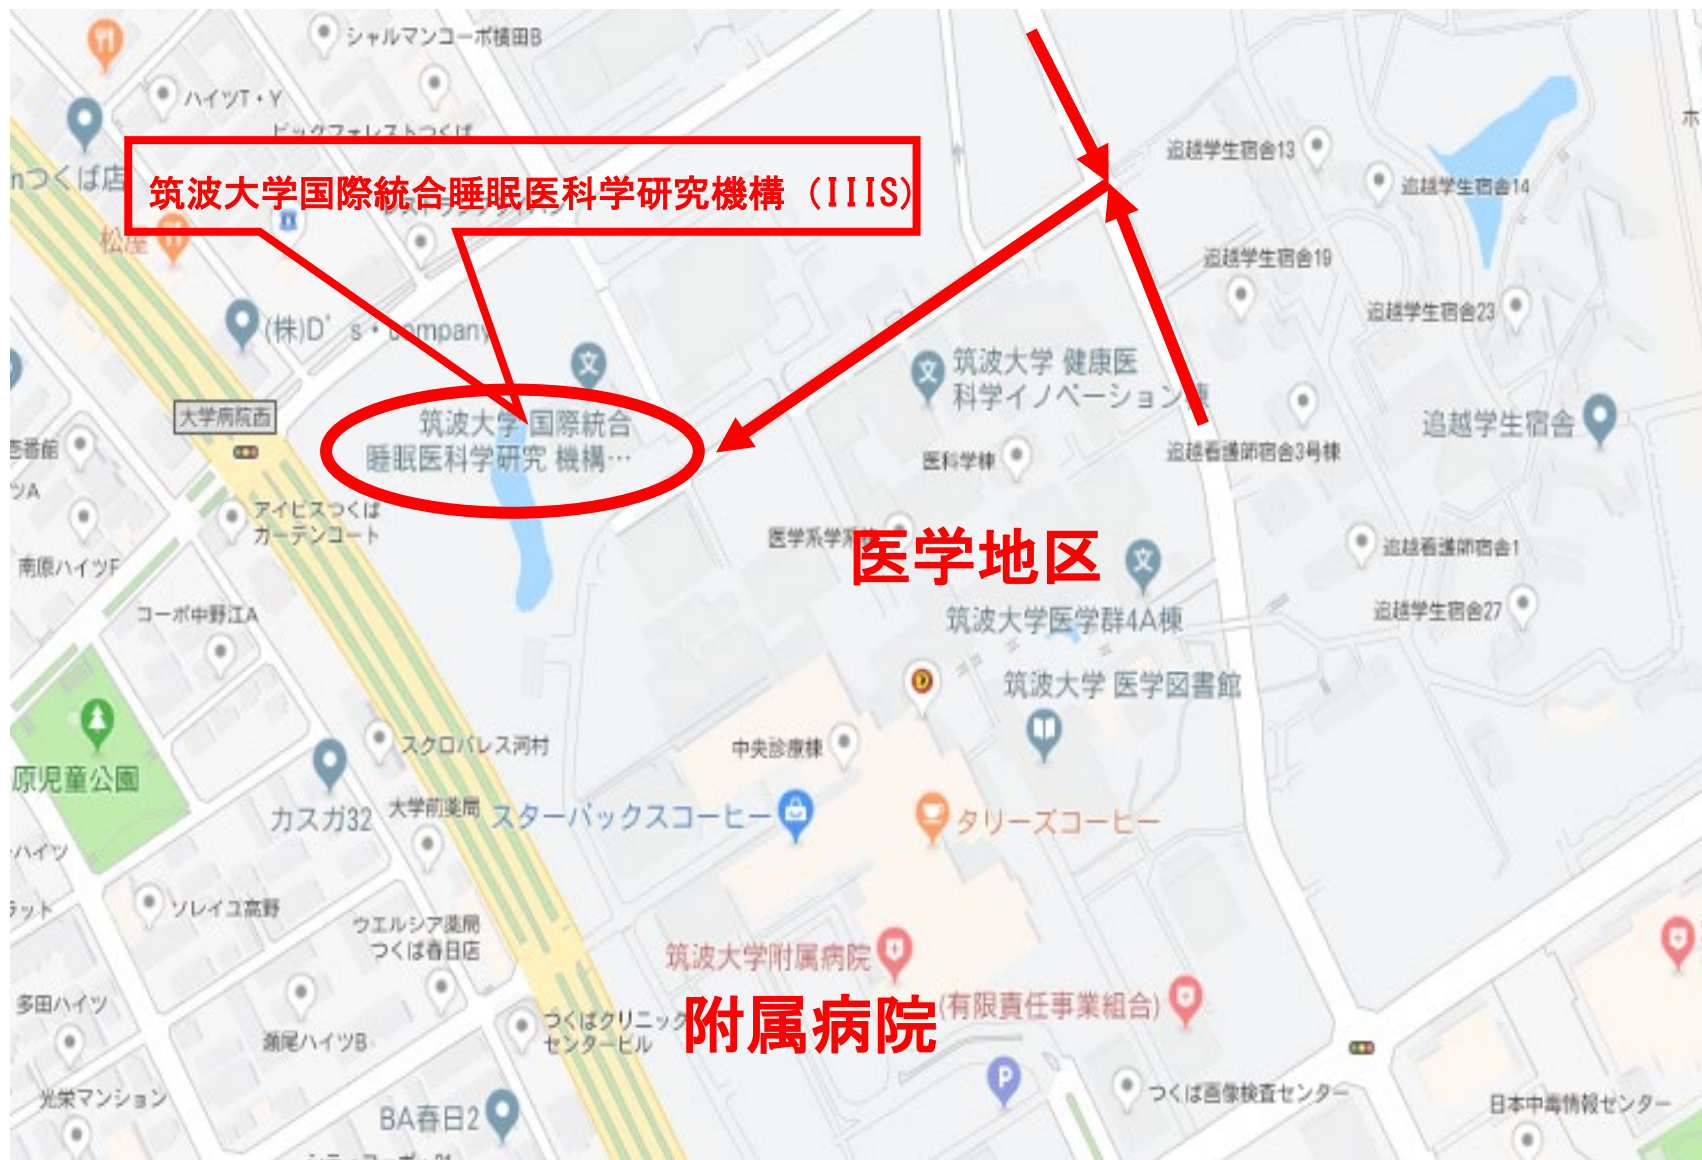 シャルマンコーポ横田B
ハイツT・Y
ビックフォレストつくば
つくば店
筑波大学国際統合睡眠医科学研究機構 (IIIS)
松屋
(株)D's・company
大学病院西
壱番館
筑波大学 国際統合
睡眠医科学研究 機構…
アイビスつくば
ガーデンコート
南原ハイツF
コーポ中野江A
原児童公園
スクロバレス河村
カスガ32
大学前薬局
スターバックスコーヒー
タリーズコーヒー
ソレイユ高野
ウエルシア薬局
つくば春日店
多田ハイツ
瀬尾ハイツB
光栄マンション
BA春日2
つくばクリニック
センタービル
追越学生宿舎13
追越学生宿舎14
追越学生宿舎19
追越学生宿舎23
筑波大学 健康医
科学イノベーション棟
医科学棟
追越看護師宿舎3号棟
追越学生宿舎
医学系学系棟
医学地区
追越看護師宿舎1
筑波大学医学群4A棟
追越学生宿舎27
筑波大学 医学図書館
中央診療棟
筑波大学附属病院
附属病院
(有限責任事業組合)
P
つくば画像検査センター
日本中毒情報センター